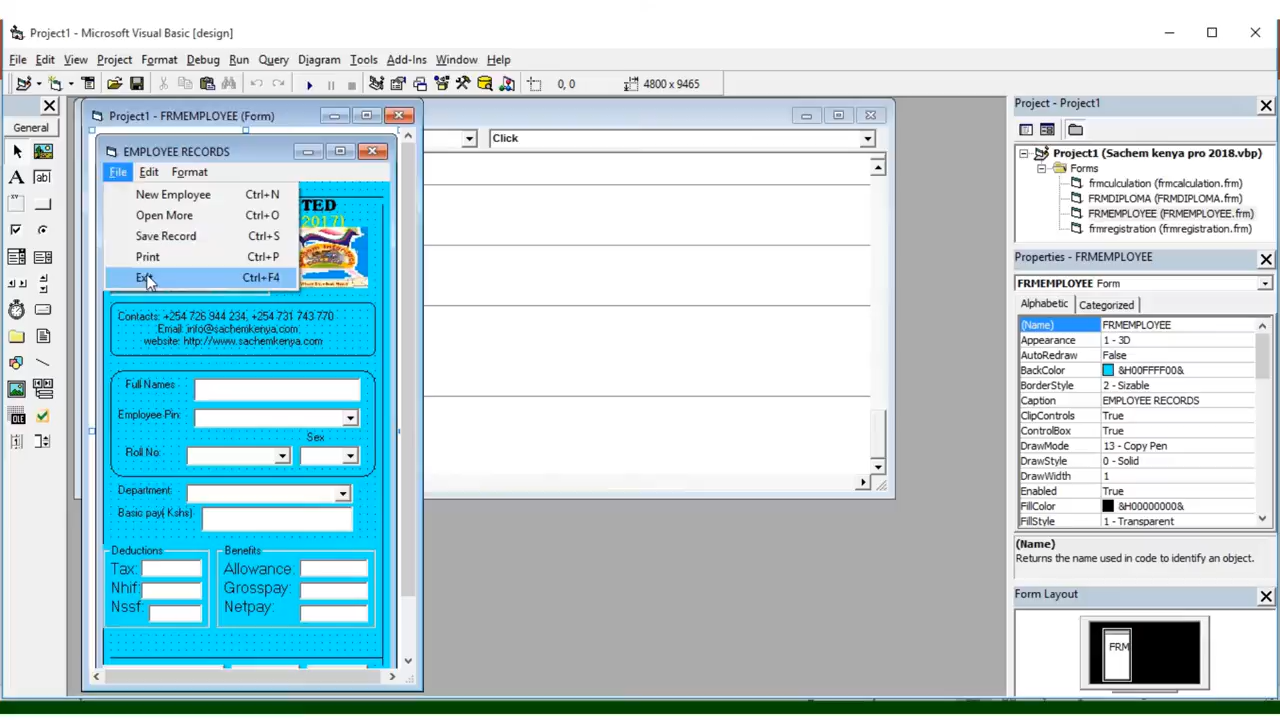 Project1 - Microsoft Visual Basic [design]
File Edit View Project Format Debug Run Query Diagram Tools Add-Ins Window Help
0, 0 4800 x 9465
General
Project1 - FRMEMPLOYEE (Form)
Click
EMPLOYEE RECORDS
File Edit Format
New Employee Ctrl+N
Open More Ctrl+O
Save Record Ctrl+S
Print Ctrl+P
Exit Ctrl+F4
TED
2017)
Contacts: +254 726 944 234, +254 731 743 770
Email: info@sachemkenya.com,
website: http://www.sachemkenya.com
Full Names
Employee Pin:
Sex
Roll No:
Department:
Basic pay( Kshs)
Deductions Benefits
Tax: Allowance:
Nhif: Grosspay:
Nssf: Netpay:
Project - Project1
Project1 (Sachem kenya pro 2018.vbp)
Forms
frmculculation (frmcalculation.frm)
FRMDIPLOMA (FRMDIPLOMA.frm)
FRMEMPLOYEE (FRMEMPLOYEE.frm)
frmregistration (frmregistration.frm)
Properties - FRMEMPLOYEE
FRMEMPLOYEE Form
Alphabetic Categorized
(Name) FRMEMPLOYEE
Appearance 1 - 3D
AutoRedraw False
BackColor &H00FFFF00&
BorderStyle 2 - Sizable
Caption EMPLOYEE RECORDS
ClipControls True
ControlBox True
DrawMode 13 - Copy Pen
DrawStyle 0 - Solid
DrawWidth 1
Enabled True
FillColor &H00000000&
FillStyle 1 - Transparent
(Name)
Returns the name used in code to identify an object.
Form Layout
FRM